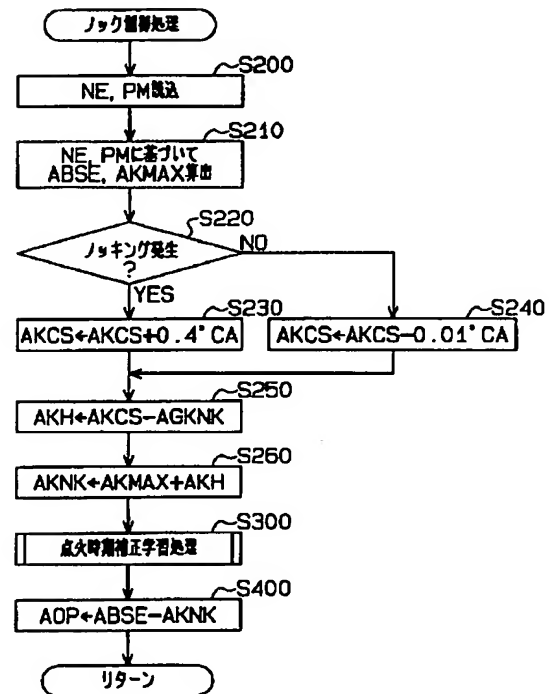 ノック制御処理
S200
NE, PM読込
S210
NE, PMに基づいて
ABSE, AKMAX算出
S220
ノッキング発生
?
NO
YES
S230
AKCS←AKCS+0.4°CA
S240
AKCS←AKCS-0.01°CA
S250
AKH←AKCS-AGKNK
S260
AKNK←AKMAX+AKH
S300
点火時期補正学習処理
S400
AOP←ABSE-AKNK
リターン